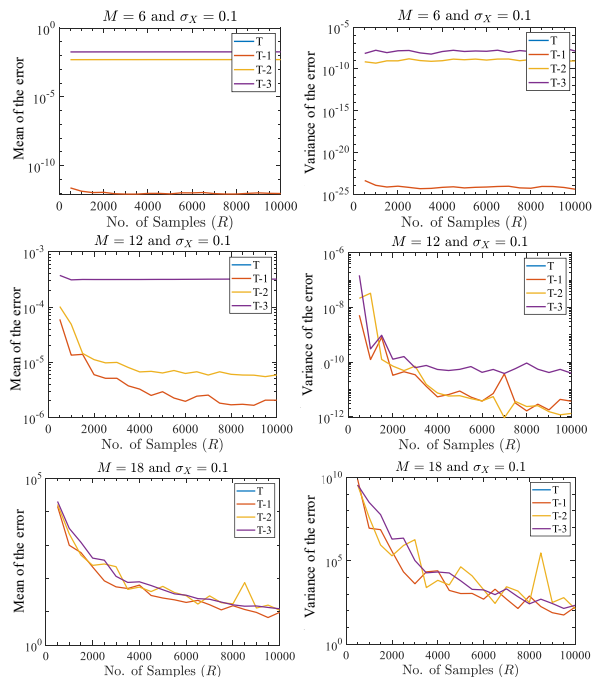 M = 6 and σX = 0.1
Mean of the error
10^0
10^-5
10^-10
T
T-1
T-2
T-3
0 2000 4000 6000 8000 10000
No. of Samples (R)
M = 6 and σX = 0.1
Variance of the error
10^-5
10^-10
10^-15
10^-20
10^-25
T
T-1
T-2
T-3
0 2000 4000 6000 8000 10000
No. of Samples (R)
M = 12 and σX = 0.1
Mean of the error
10^-3
10^-4
10^-5
10^-6
T
T-1
T-2
T-3
0 2000 4000 6000 8000 10000
No. of Samples (R)
M = 12 and σX = 0.1
Variance of the error
10^-6
10^-8
10^-10
10^-12
T
T-1
T-2
T-3
0 2000 4000 6000 8000 10000
No. of Samples (R)
M = 18 and σX = 0.1
Mean of the error
10^5
10^0
T
T-1
T-2
T-3
0 2000 4000 6000 8000 10000
No. of Samples (R)
M = 18 and σX = 0.1
Variance of the error
10^10
10^5
10^0
T
T-1
T-2
T-3
0 2000 4000 6000 8000 10000
No. of Samples (R)